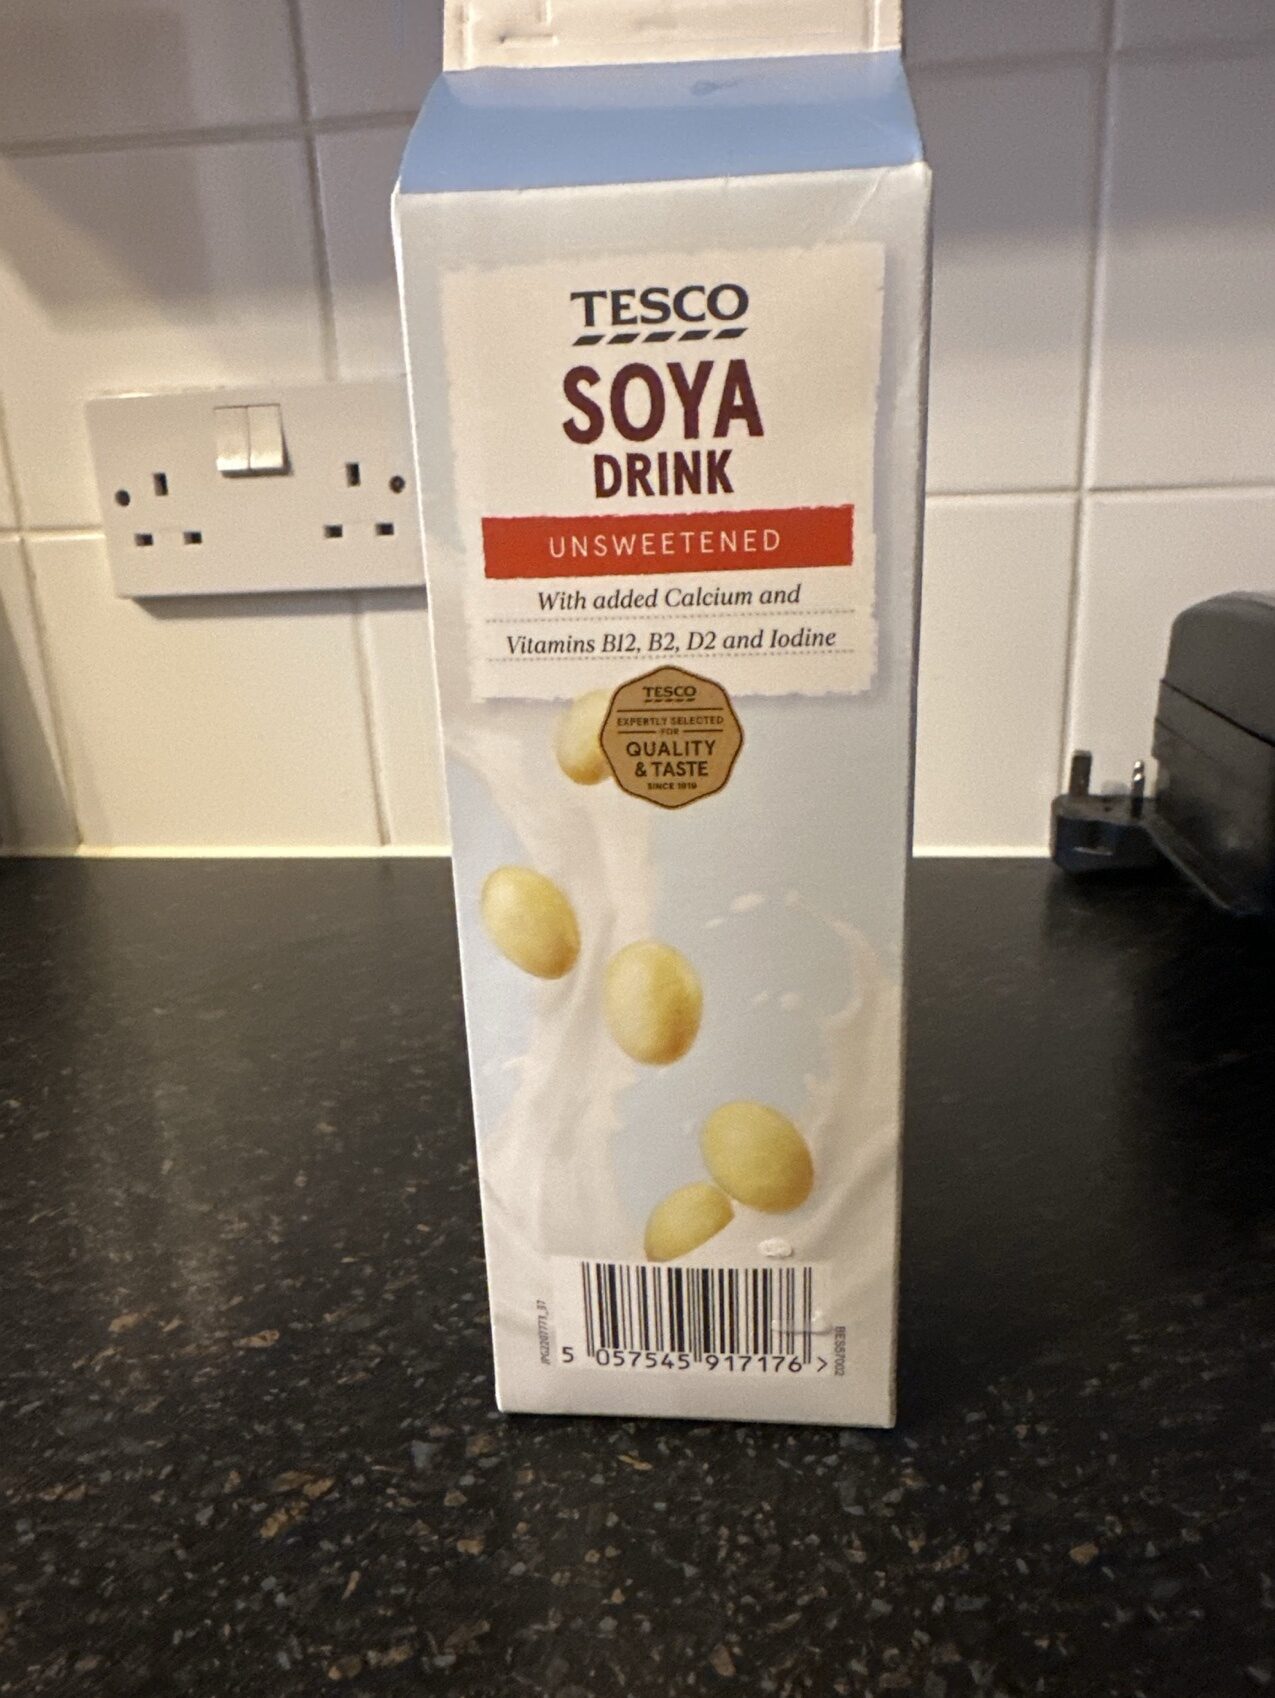 TESCO
SOYA
DRINK
UNSWEETENED
With added Calcium and
Vitamins B12, B2, D2 and Iodine
TESCO
EXPERTLY SELECTED
FOR
QUALITY
& TASTE
SINCE 1919
5 057545 917176 >